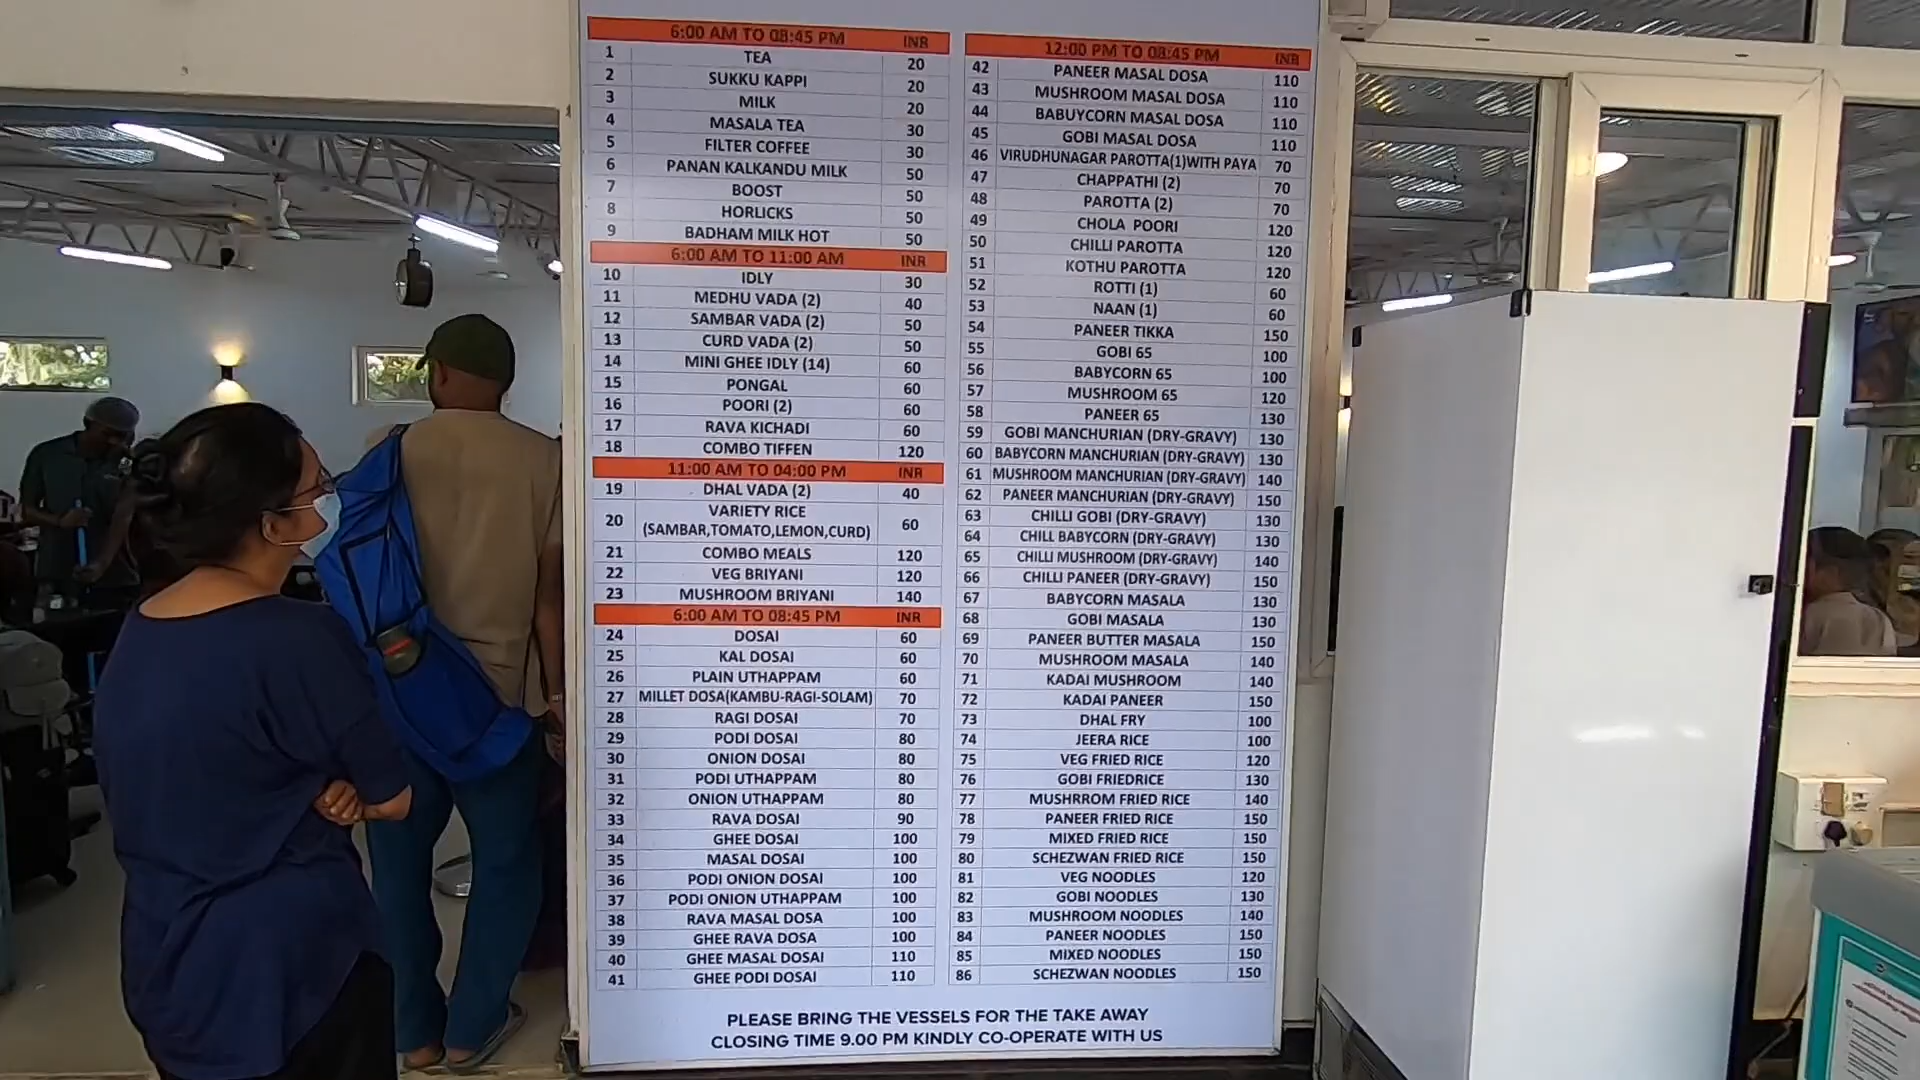 6:00 AM TO 08:45 PM INR
1 TEA 20
2 SUKKU KAPPI 20
3 MILK 20
4 MASALA TEA 30
5 FILTER COFFEE 30
6 PANAN KALKANDU MILK 50
7 BOOST 50
8 HORLICKS 50
9 BADHAM MILK HOT 50
6:00 AM TO 11:00 AM INR
10 IDLY 30
11 MEDHU VADA (2) 40
12 SAMBAR VADA (2) 50
13 CURD VADA (2) 50
14 MINI GHEE IDLY (14) 60
15 PONGAL 60
16 POORI (2) 60
17 RAVA KICHADI 60
18 COMBO TIFFEN 120
11:00 AM TO 04:00 PM INR
19 DHAL VADA (2) 40
20 VARIETY RICE
(SAMBAR,TOMATO,LEMON,CURD) 60
21 COMBO MEALS 120
22 VEG BRIYANI 120
23 MUSHROOM BRIYANI 140
6:00 AM TO 08:45 PM INR
24 DOSAI 60
25 KAL DOSAI 60
26 PLAIN UTHAPPAM 60
27 MILLET DOSA(KAMBU-RAGI-SOLAM) 70
28 RAGI DOSAI 70
29 PODI DOSAI 80
30 ONION DOSAI 80
31 PODI UTHAPPAM 80
32 ONION UTHAPPAM 80
33 RAVA DOSAI 90
34 GHEE DOSAI 100
35 MASAL DOSAI 100
36 PODI ONION DOSAI 100
37 PODI ONION UTHAPPAM 100
38 RAVA MASAL DOSA 100
39 GHEE RAVA DOSA 100
40 GHEE MASAL DOSAI 110
41 GHEE PODI DOSAI 110
12:00 PM TO 08:45 PM INR
42 PANEER MASAL DOSA 110
43 MUSHROOM MASAL DOSA 110
44 BABUYCORN MASAL DOSA 110
45 GOBI MASAL DOSA 110
46 VIRUDHUNAGAR PAROTTA(1)WITH PAYA 70
47 CHAPPATHI (2) 70
48 PAROTTA (2) 70
49 CHOLA POORI 120
50 CHILLI PAROTTA 120
51 KOTHU PAROTTA 120
52 ROTTI (1) 60
53 NAAN (1) 60
54 PANEER TIKKA 150
55 GOBI 65 100
56 BABYCORN 65 100
57 MUSHROOM 65 120
58 PANEER 65 130
59 GOBI MANCHURIAN (DRY-GRAVY) 130
60 BABYCORN MANCHURIAN (DRY-GRAVY) 130
61 MUSHROOM MANCHURIAN (DRY-GRAVY) 140
62 PANEER MANCHURIAN (DRY-GRAVY) 150
63 CHILLI GOBI (DRY-GRAVY) 130
64 CHILL BABYCORN (DRY-GRAVY) 130
65 CHILLI MUSHROOM (DRY-GRAVY) 140
66 CHILLI PANEER (DRY-GRAVY) 150
67 BABYCORN MASALA 130
68 GOBI MASALA 130
69 PANEER BUTTER MASALA 150
70 MUSHROOM MASALA 140
71 KADAI MUSHROOM 140
72 KADAI PANEER 150
73 DHAL FRY 100
74 JEERA RICE 100
75 VEG FRIED RICE 120
76 GOBI FRIEDRICE 130
77 MUSHRROM FRIED RICE 140
78 PANEER FRIED RICE 150
79 MIXED FRIED RICE 150
80 SCHEZWAN FRIED RICE 150
81 VEG NOODLES 120
82 GOBI NOODLES 130
83 MUSHROOM NOODLES 140
84 PANEER NOODLES 150
85 MIXED NOODLES 150
86 SCHEZWAN NOODLES 150
PLEASE BRING THE VESSELS FOR THE TAKE AWAY
CLOSING TIME 9.00 PM KINDLY CO-OPERATE WITH US